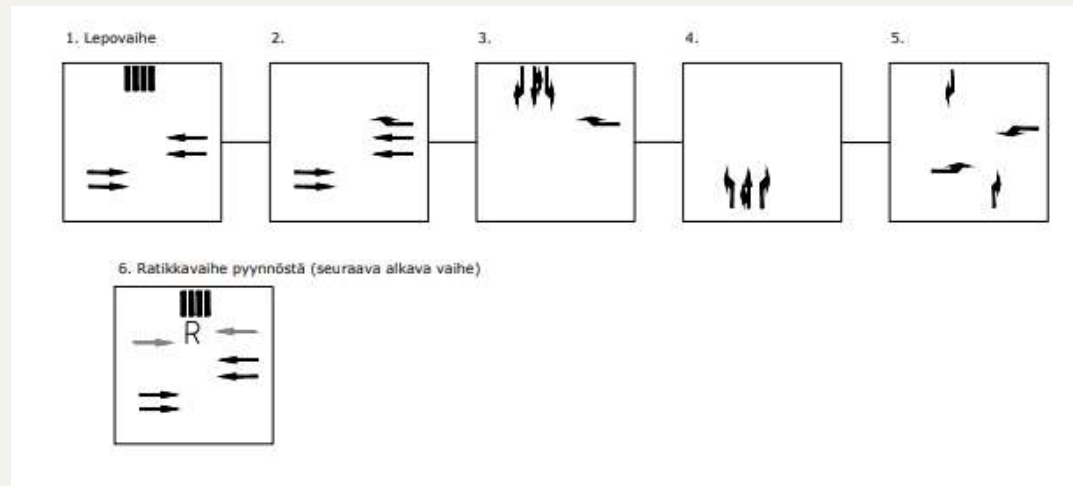 1. Lepovaihe
2.
3.
4.
5.
6. Ratikkavaihe pyynnöstä (seuraava alkava vaihe)
R